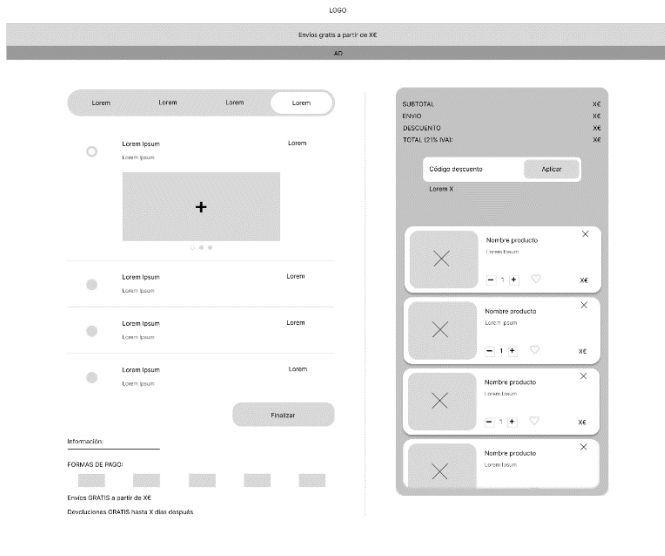 LOGO
Envíos gratis a partir de X€
AD
Lorem Lorem Lorem Lorem
Lorem Ipsum Lorem
Lorem Ipsum
+
Lorem Ipsum Lorem
Lorem Ipsum
Lorem Ipsum Lorem
Lorem Ipsum
Lorem Ipsum Lorem
Lorem Ipsum
Finalizar
Información:
FORMAS DE PAGO:
Envíos GRATIS a partir de X€
Devoluciones GRATIS hasta X días después
SUBTOTAL X€
ENVIO X€
DESCUENTO X€
TOTAL (21% IVA): X€
Código descuento Aplicar
Lorem X
Nombre producto
Lorem Ipsum
- 1 + X€
Nombre producto
Lorem Ipsum
- 1 + X€
Nombre producto
Lorem Ipsum
- 1 + X€
Nombre producto
Lorem Ipsum